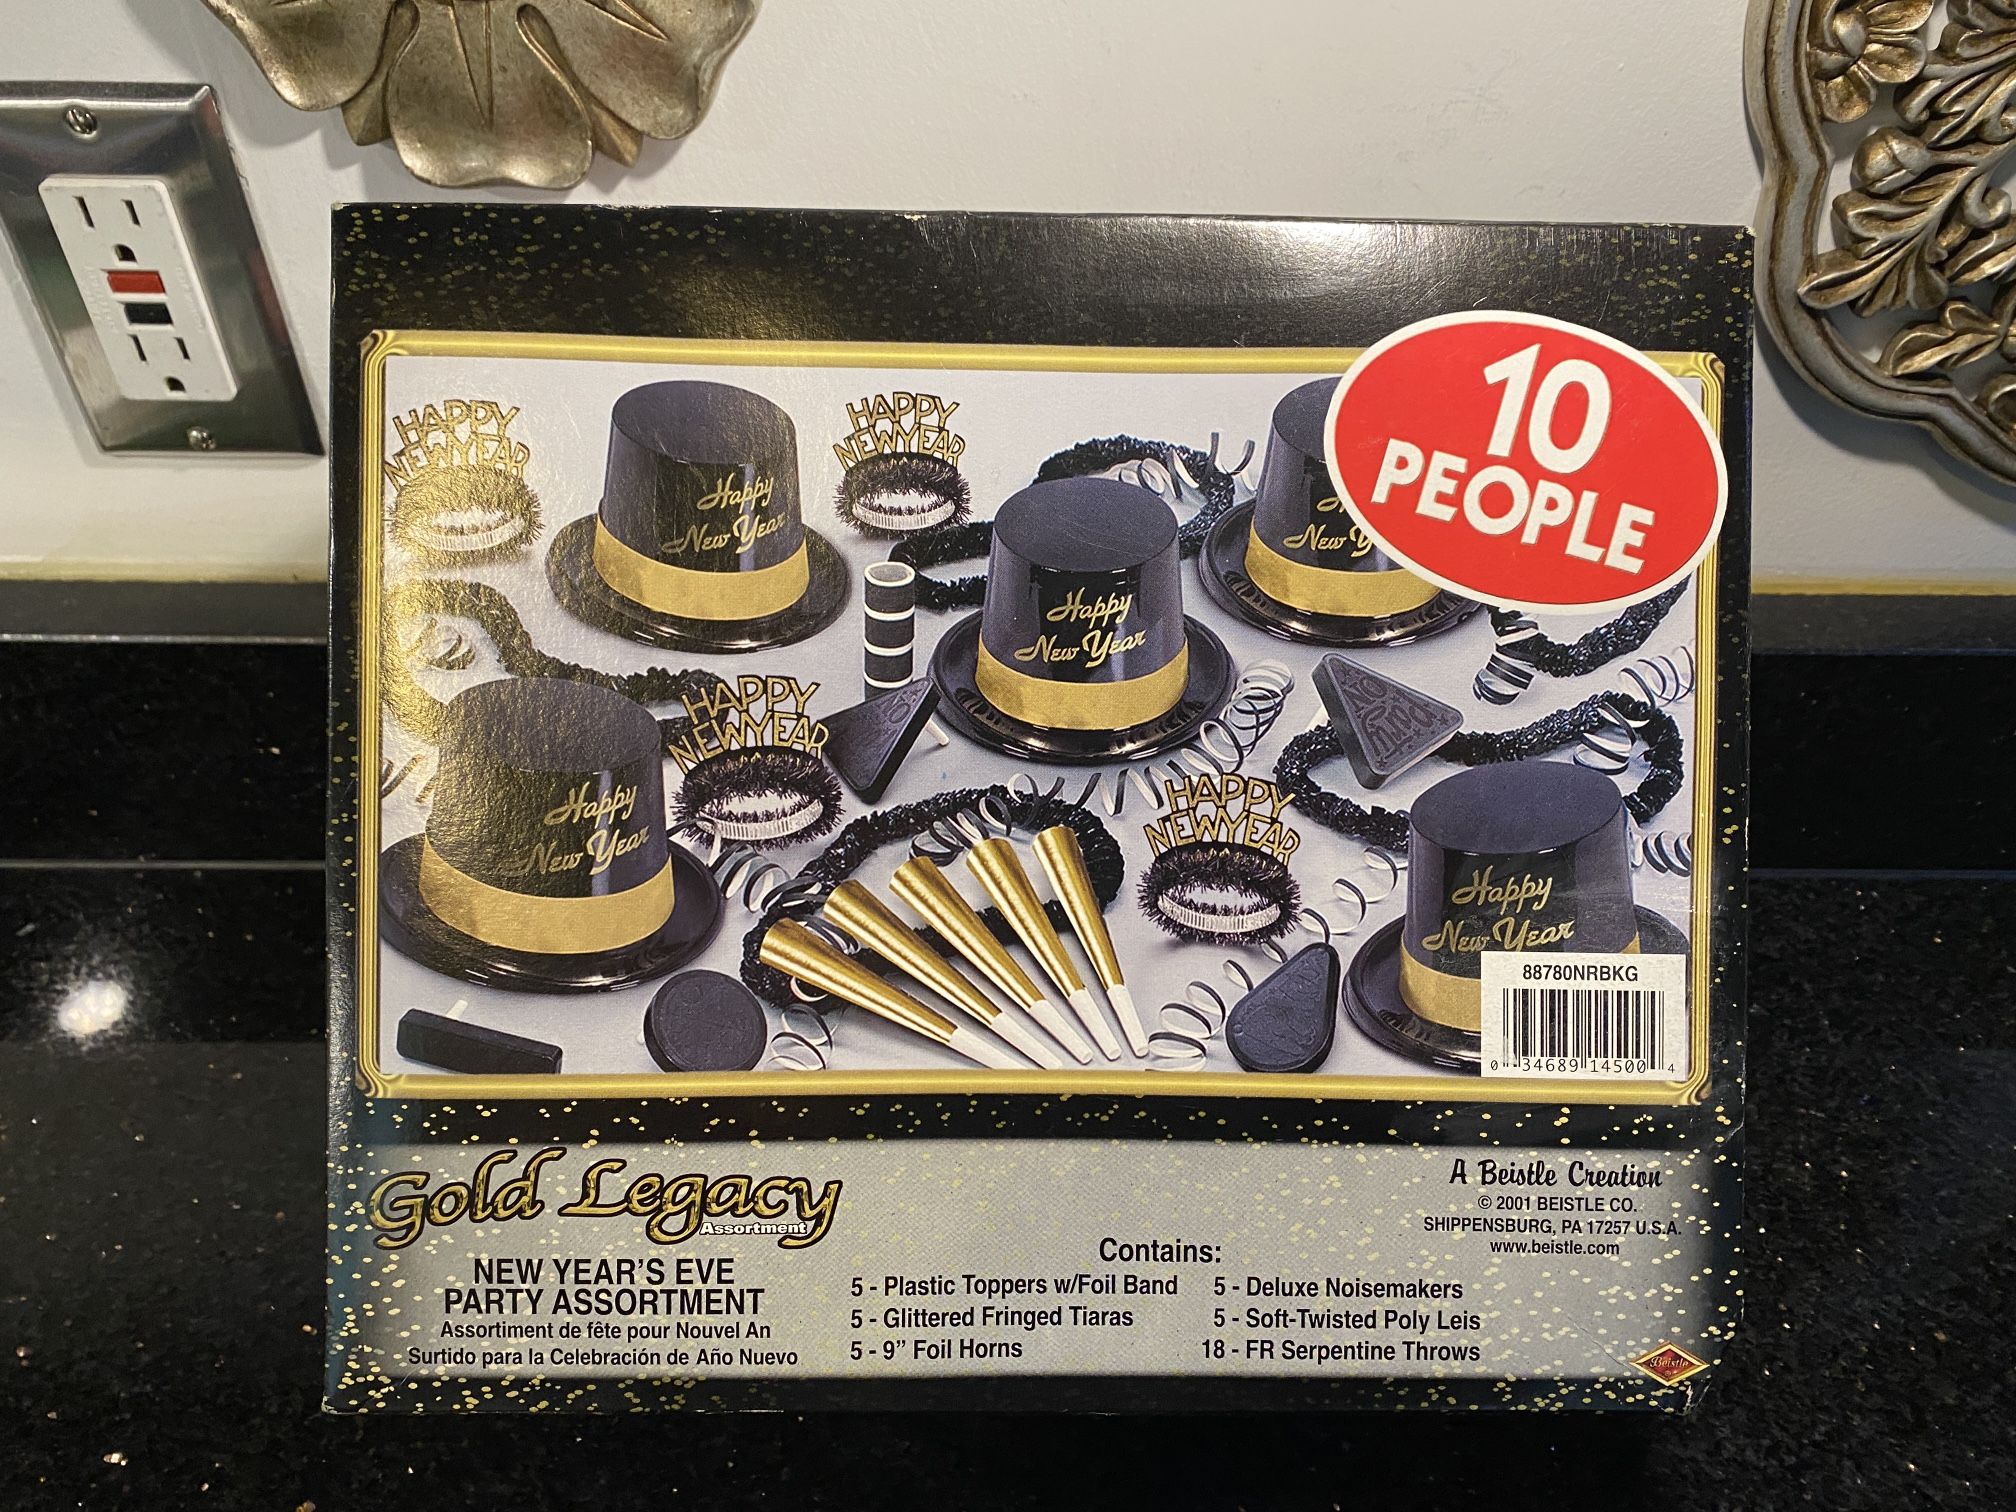 10
PEOPLE
HAPPY
NEW YEAR
Happy
New Year
HAPPY
NEW YEAR
Happy
New Year
New Y
HAPPY
NEW YEAR
NO
NO
Party
Happy
New Year
HAPPY
NEW YEAR
Happy
New Year
88780NRBKG
0 34689 14500 4
Gold Legacy
Assortment
NEW YEAR'S EVE
PARTY ASSORTMENT
Assortiment de fête pour Nouvel An
Surtido para la Celebración de Año Nuevo
Contains:
5 - Plastic Toppers w/Foil Band
5 - Glittered Fringed Tiaras
5 - 9" Foil Horns
5 - Deluxe Noisemakers
5 - Soft-Twisted Poly Leis
18 - FR Serpentine Throws
A Beistle Creation
© 2001 BEISTLE CO.
SHIPPENSBURG, PA 17257 U.S.A.
www.beistle.com
Beistle